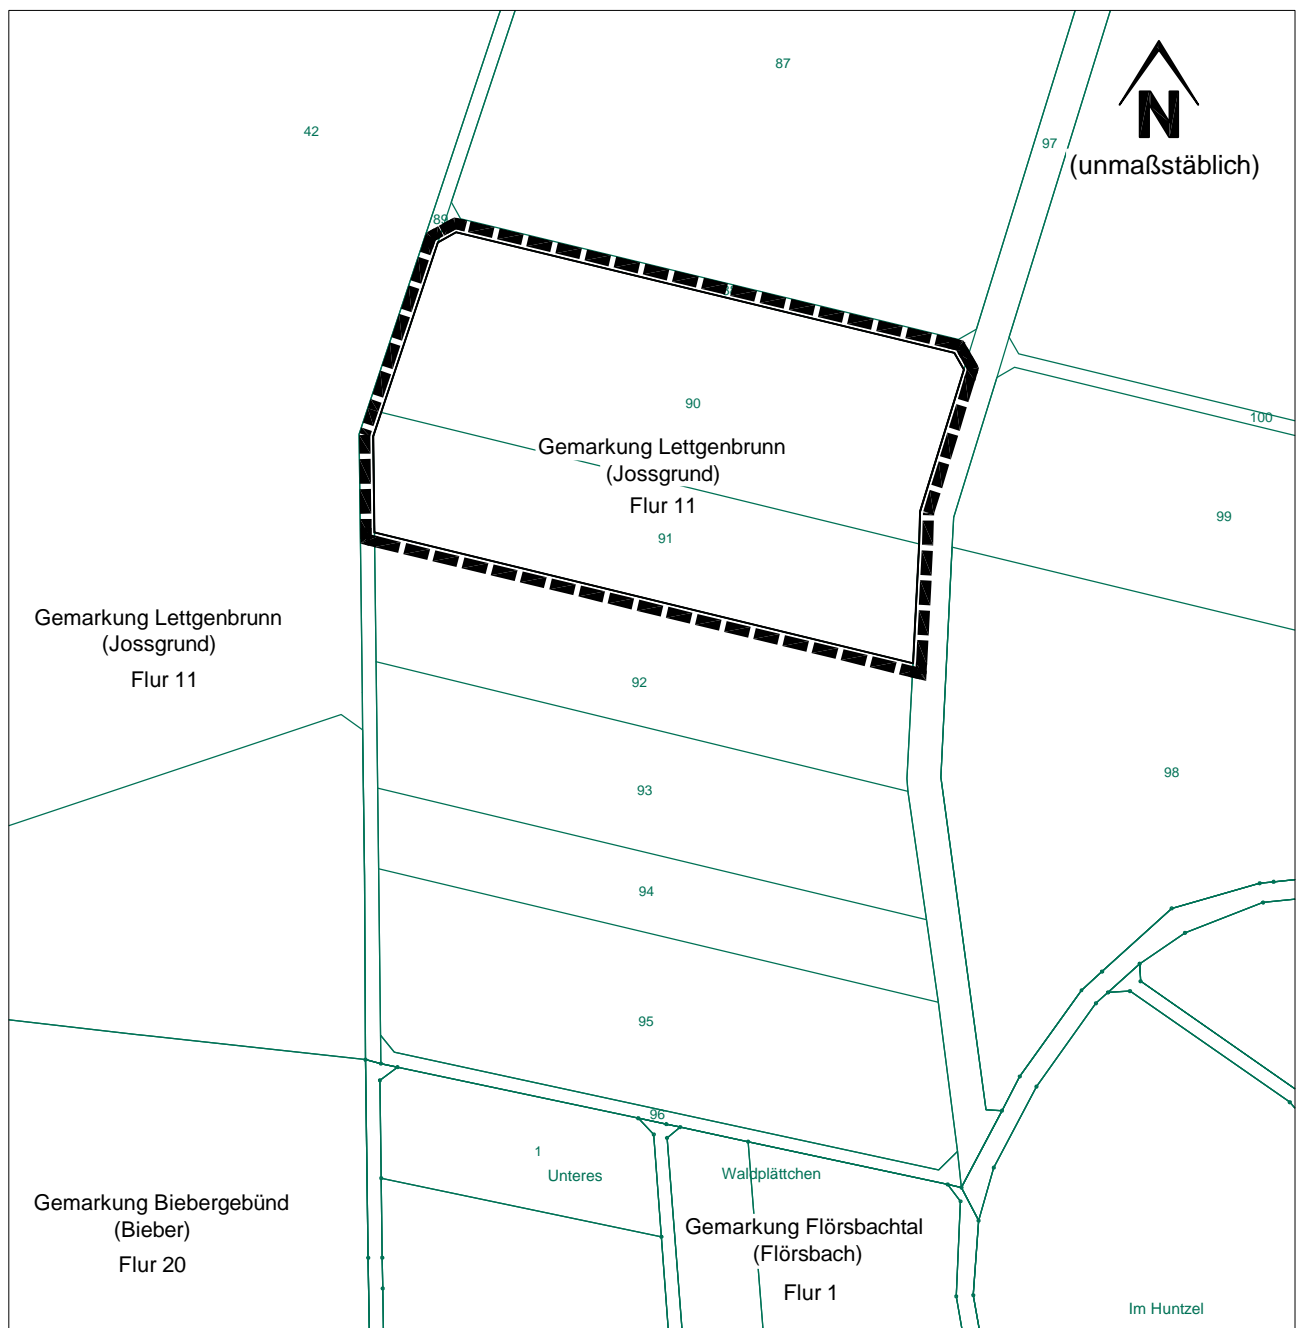 87
42
N
97
(unmaßstäblich)
89
90
100
Gemarkung Lettgenbrunn
(Jossgrund)
Flur 11
99
91
Gemarkung Lettgenbrunn
(Jossgrund)
Flur 11
92
98
93
94
95
96
1
Unteres
Waldplättchen
Gemarkung Biebergebünd
(Bieber)
Flur 20
Gemarkung Flörsbachtal
(Flörsbach)
Flur 1
Im Huntzel